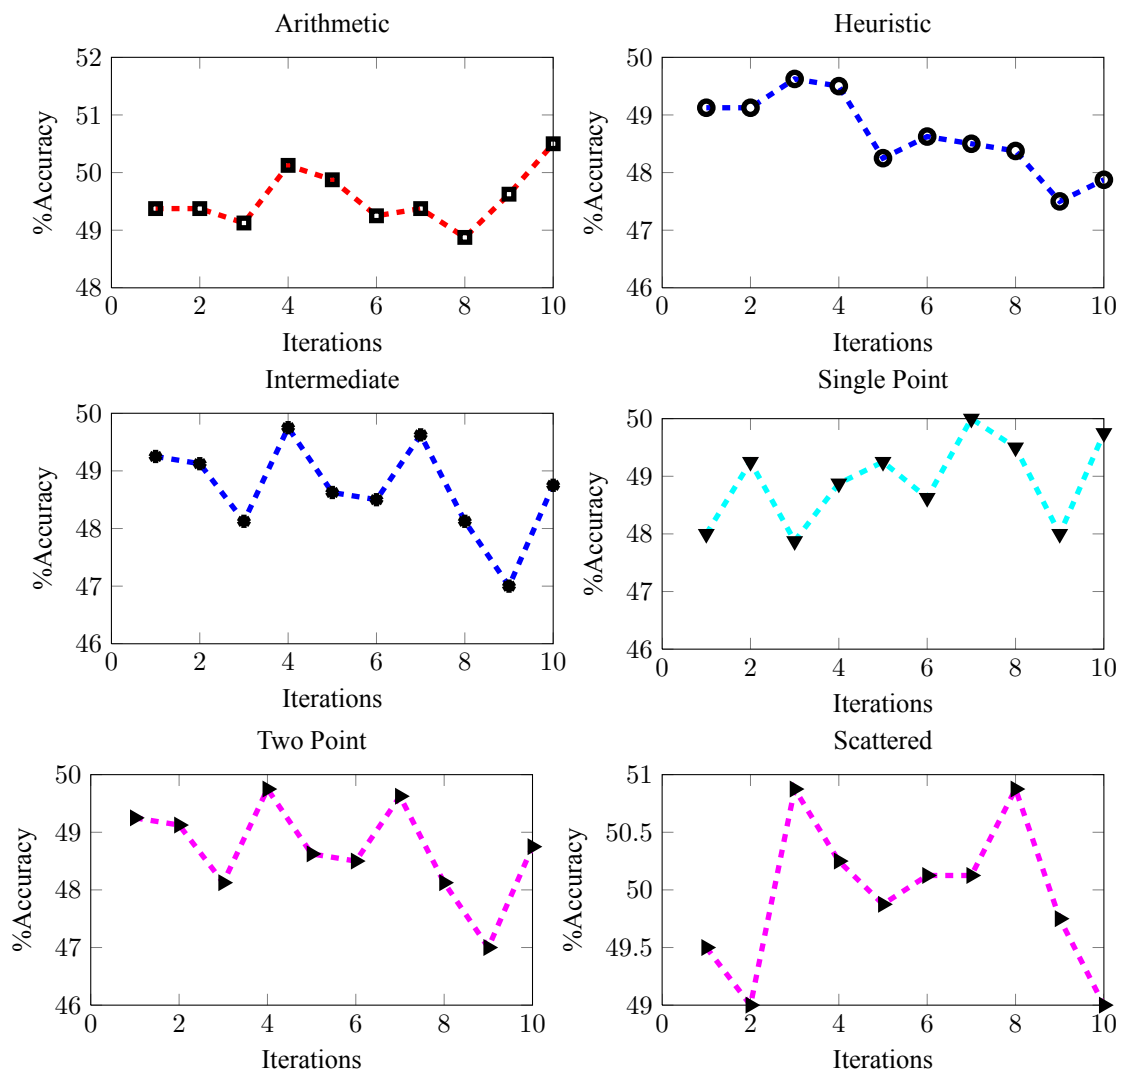 Arithmetic
52
51
50
49
48
%Accuracy
0 2 4 6 8 10
Iterations
Heuristic
50
49
48
47
46
%Accuracy
0 2 4 6 8 10
Iterations
Intermediate
50
49
48
47
46
%Accuracy
0 2 4 6 8 10
Iterations
Single Point
50
49
48
47
46
%Accuracy
0 2 4 6 8 10
Iterations
Two Point
50
49
48
47
46
%Accuracy
0 2 4 6 8 10
Iterations
Scattered
51
50.5
50
49.5
49
%Accuracy
0 2 4 6 8 10
Iterations